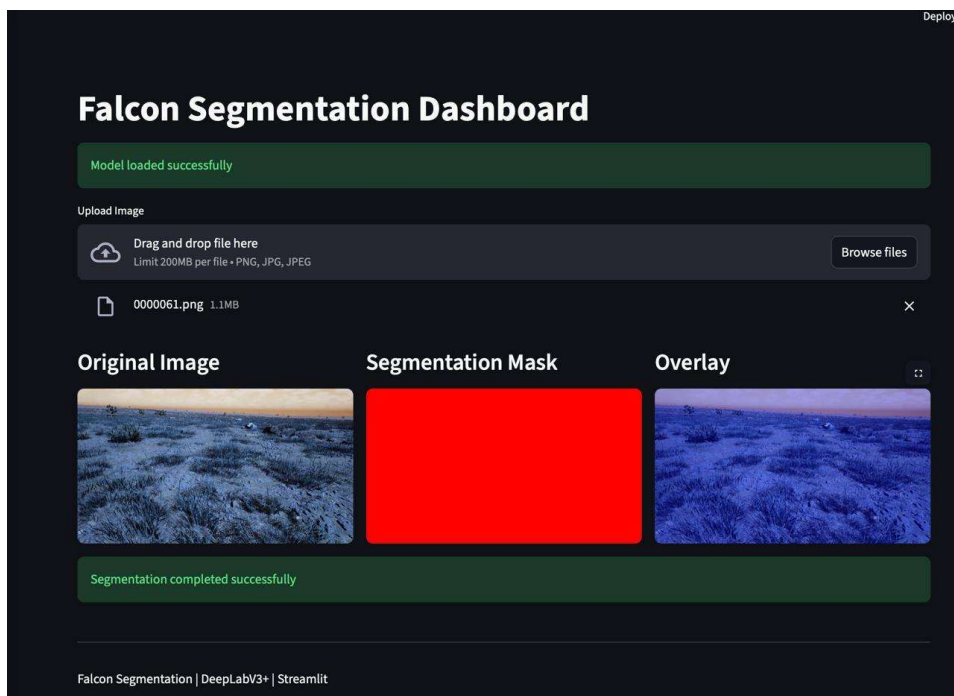 Deploy
Falcon Segmentation Dashboard
Model loaded successfully
Upload Image
Drag and drop file here
Limit 200MB per file • PNG, JPG, JPEG
Browse files
0000061.png 1.1MB
Original Image
Segmentation Mask
Overlay
Segmentation completed successfully
Falcon Segmentation | DeepLabV3+ | Streamlit